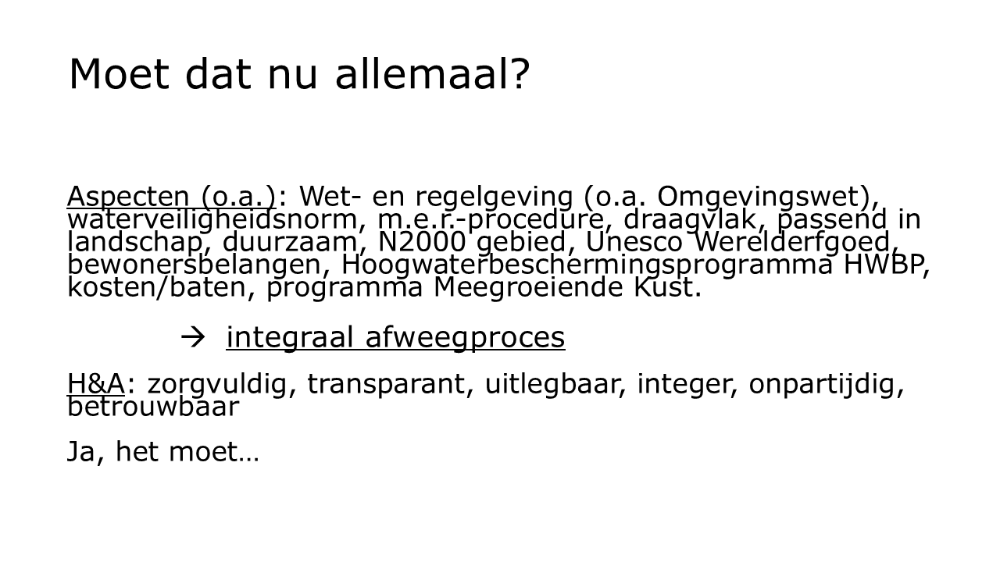 Moet dat nu allemaal?
Aspecten (o.a.): Wet- en regelgeving (o.a. Omgevingswet),
waterveiligheidsnorm, m.e.r.-procedure, draagvlak, passend in
landschap, duurzaam, N2000 gebied, Unesco Werelderfgoed,
bewonersbelangen, Hoogwaterbeschermingsprogramma HWBP,
kosten/baten, programma Meegroeiende Kust.
→ integraal afweegproces
H&A: zorgvuldig, transparant, uitlegbaar, integer, onpartijdig,
betrouwbaar
Ja, het moet…